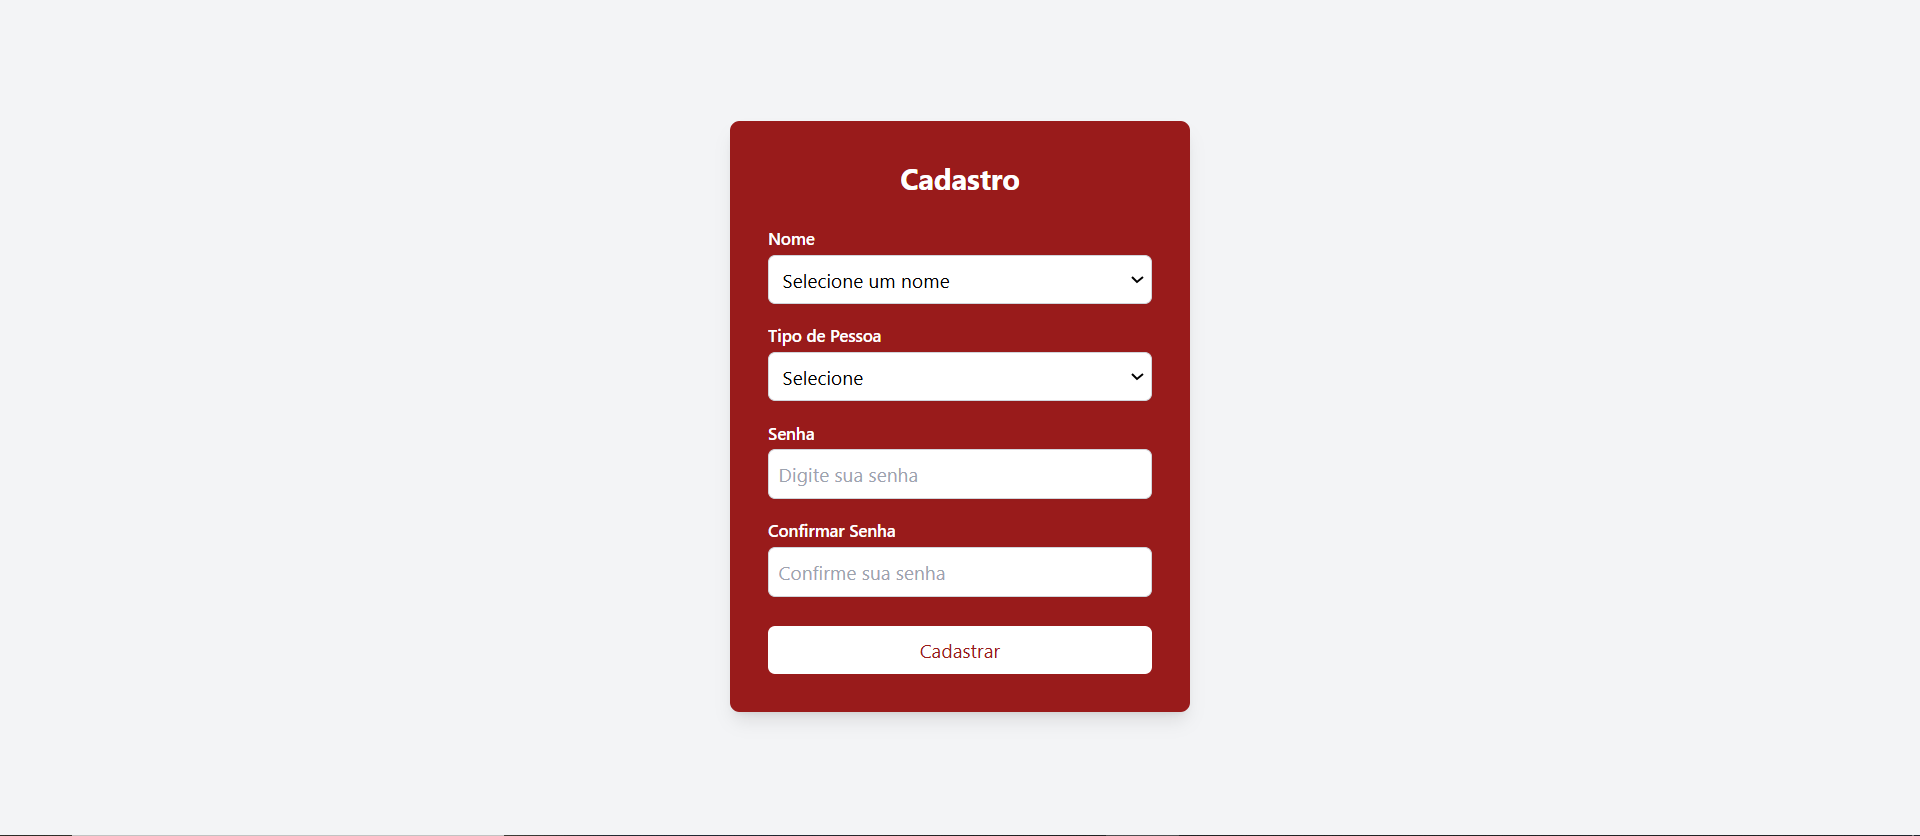 Cadastro
Nome
Selecione um nome
Tipo de Pessoa
Selecione
Senha
Digite sua senha
Confirmar Senha
Confirme sua senha
Cadastrar